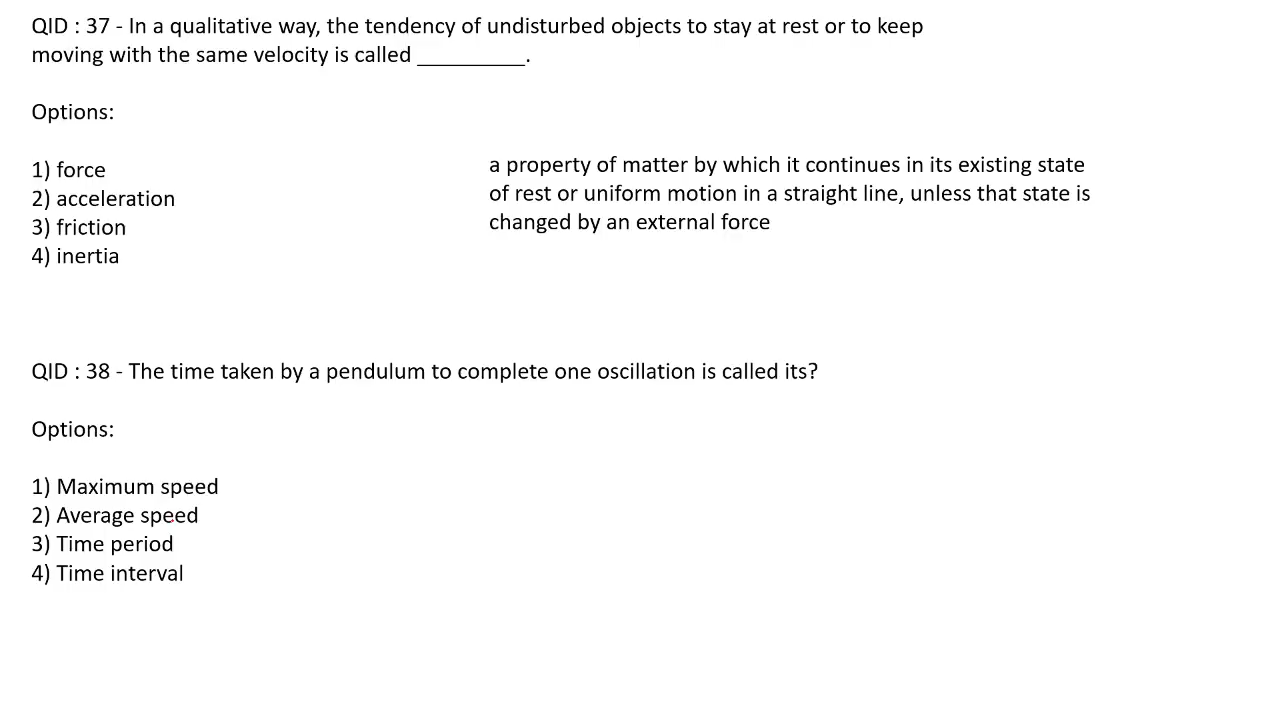 QID : 37 - In a qualitative way, the tendency of undisturbed objects to stay at rest or to keep
moving with the same velocity is called _________.
Options:
1) force
2) acceleration
3) friction
4) inertia
a property of matter by which it continues in its existing state
of rest or uniform motion in a straight line, unless that state is
changed by an external force
QID : 38 - The time taken by a pendulum to complete one oscillation is called its?
Options:
1) Maximum speed
2) Average speed
3) Time period
4) Time interval